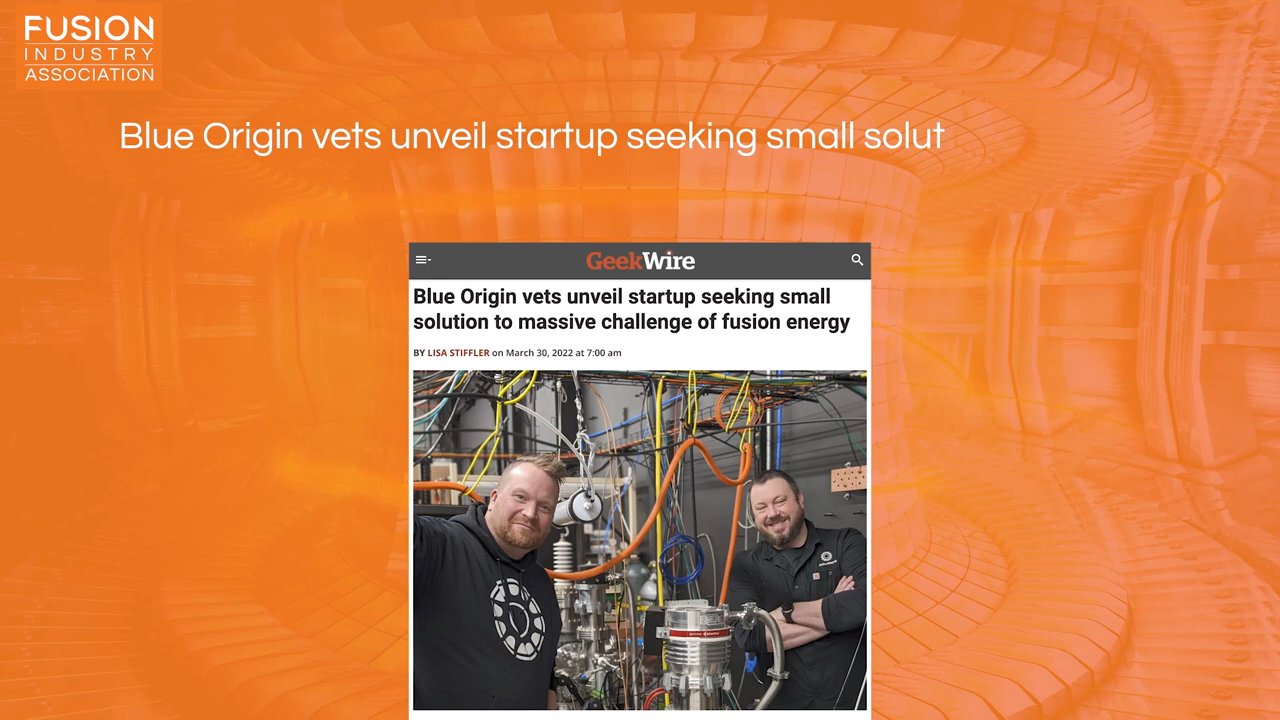 FUSION
INDUSTRY
ASSOCIATION
Blue Origin vets unveil startup seeking small solut
GeekWire
Blue Origin vets unveil startup seeking small
solution to massive challenge of fusion energy
BY LISA STIFFLER on March 30, 2022 at 7:00 am